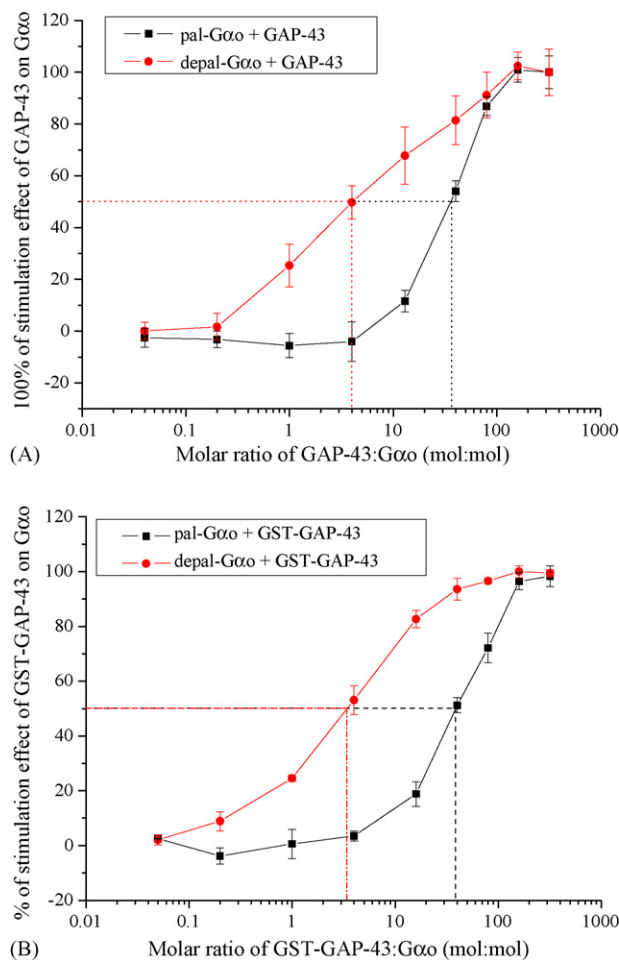 120
100
80
60
40
20
0
-20
100% of stimulation effect of GAP-43 on Gαo
pal-Gαo + GAP-43
depal-Gαo + GAP-43
0.01 0.1 1 10 100 1000
(A) Molar ratio of GAP-43:Gαo (mol:mol)
120
100
80
60
40
20
0
-20
% of stimulation effect of GST-GAP-43 on Gαo
pal-Gαo + GST-GAP-43
depal-Gαo + GST-GAP-43
0.01 0.1 1 10 100 1000
(B) Molar ratio of GST-GAP-43:Gαo (mol:mol)